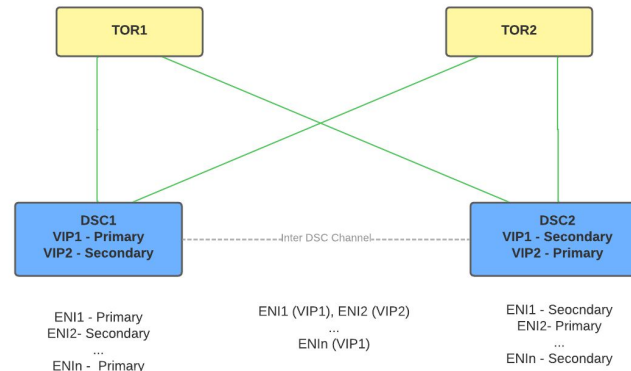 TOR1
TOR2
DSC1
VIP1 - Primary
VIP2 - Secondary
Inter DSC Channel
DSC2
VIP1 - Secondary
VIP2 - Primary
ENI1 - Primary
ENI2- Secondary
...
ENIn - Primary
ENI1 (VIP1), ENI2 (VIP2)
...
ENIn (VIP1)
ENI1 - Seocndary
ENI2- Primary
...
ENIn - Secondary